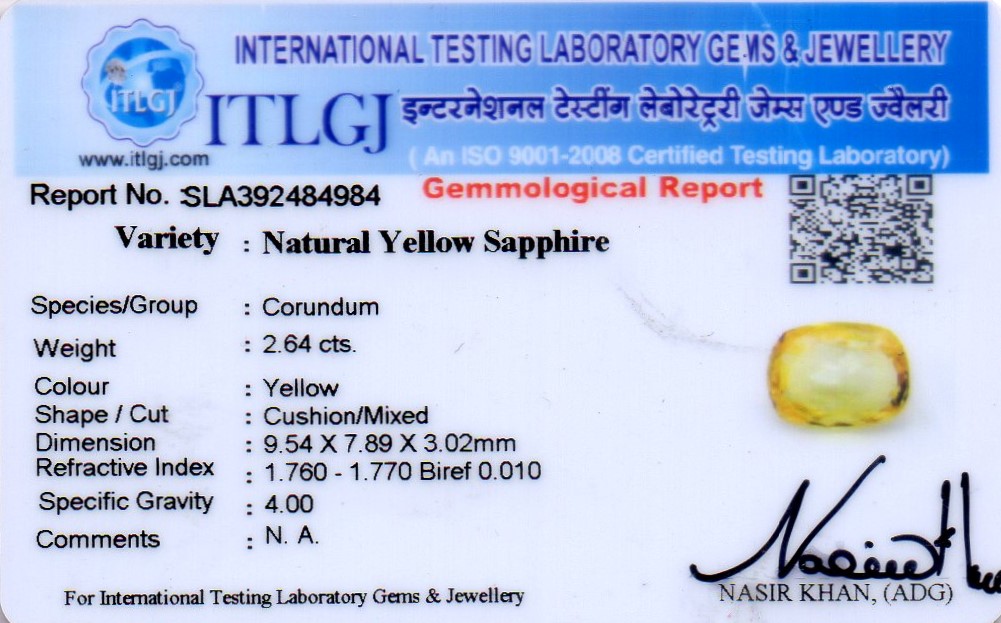 INTERNATIONAL TESTING LABORATORY GEMS & JEWELLERY
ITLGJ
ITLGJ इन्टरनेशनल टेस्टींग लेबोरेट्ररी जेम्स एण्ड ज्वैलरी
www.itlgj.com
( An ISO 9001-2008 Certified Testing Laboratory)
Report No. :SLA392484984
Gemmological Report
Variety : Natural Yellow Sapphire
Species/Group : Corundum
Weight : 2.64 cts.
Colour : Yellow
Shape / Cut : Cushion/Mixed
Dimension : 9.54 X 7.89 X 3.02mm
Refractive Index : 1.760 - 1.770 Biref 0.010
Specific Gravity : 4.00
Comments : N. A.
NASIR KHAN, (ADG)
For International Testing Laboratory Gems & Jewellery